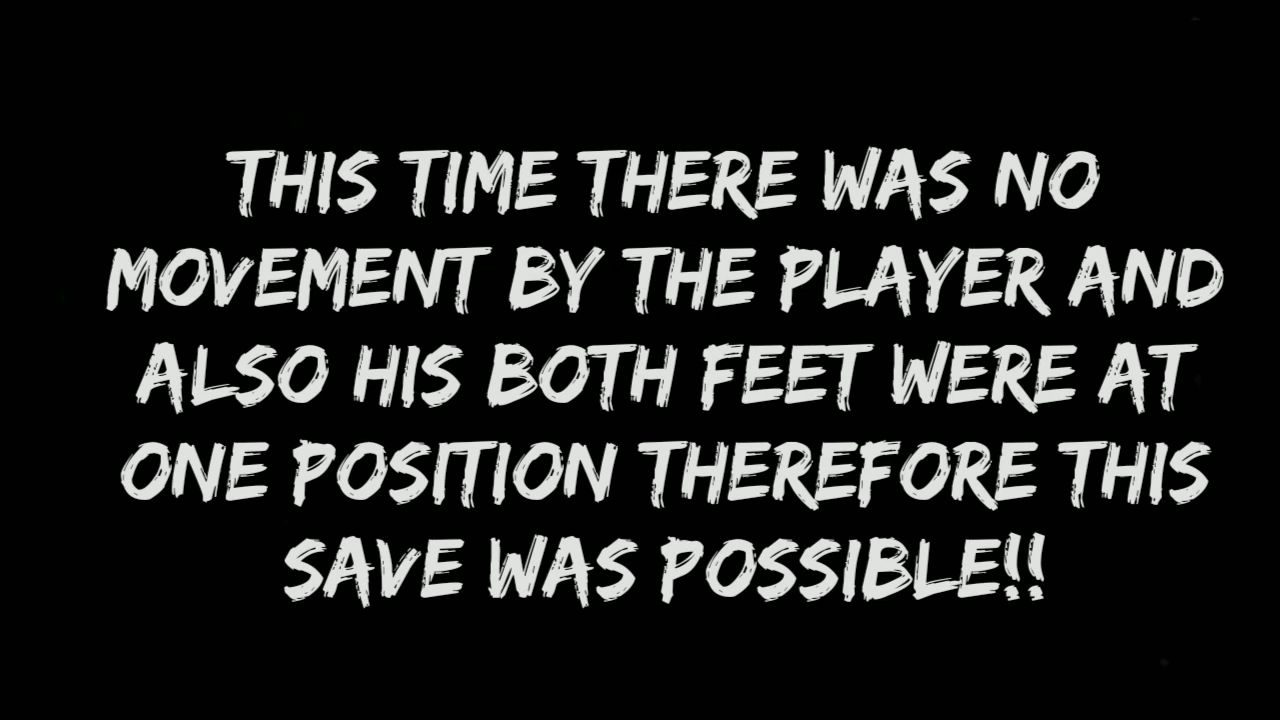 THIS TIME THERE WAS NO
MOVEMENT BY THE PLAYER AND
ALSO HIS BOTH FEET WERE AT
ONE POSITION THEREFORE THIS
SAVE WAS POSSIBLE!!